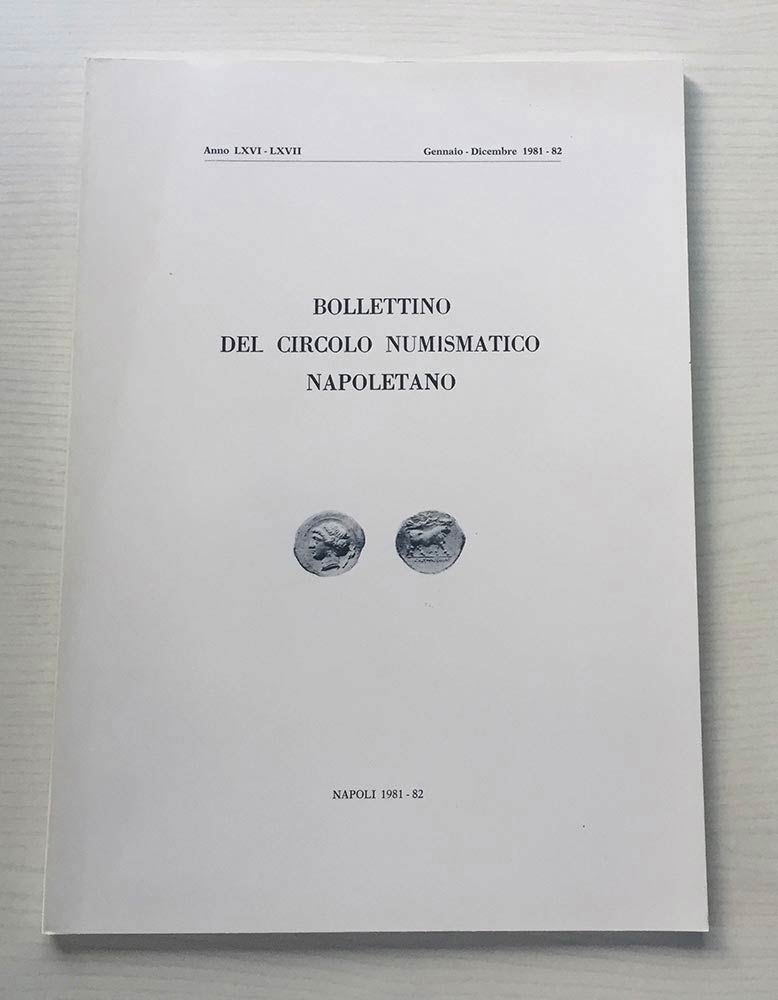 Anno LXVI - LXVII Gennaio - Dicembre 1981 - 82
BOLLETTINO
DEL CIRCOLO NUMISMATICO
NAPOLETANO
NAPOLI 1981 - 82